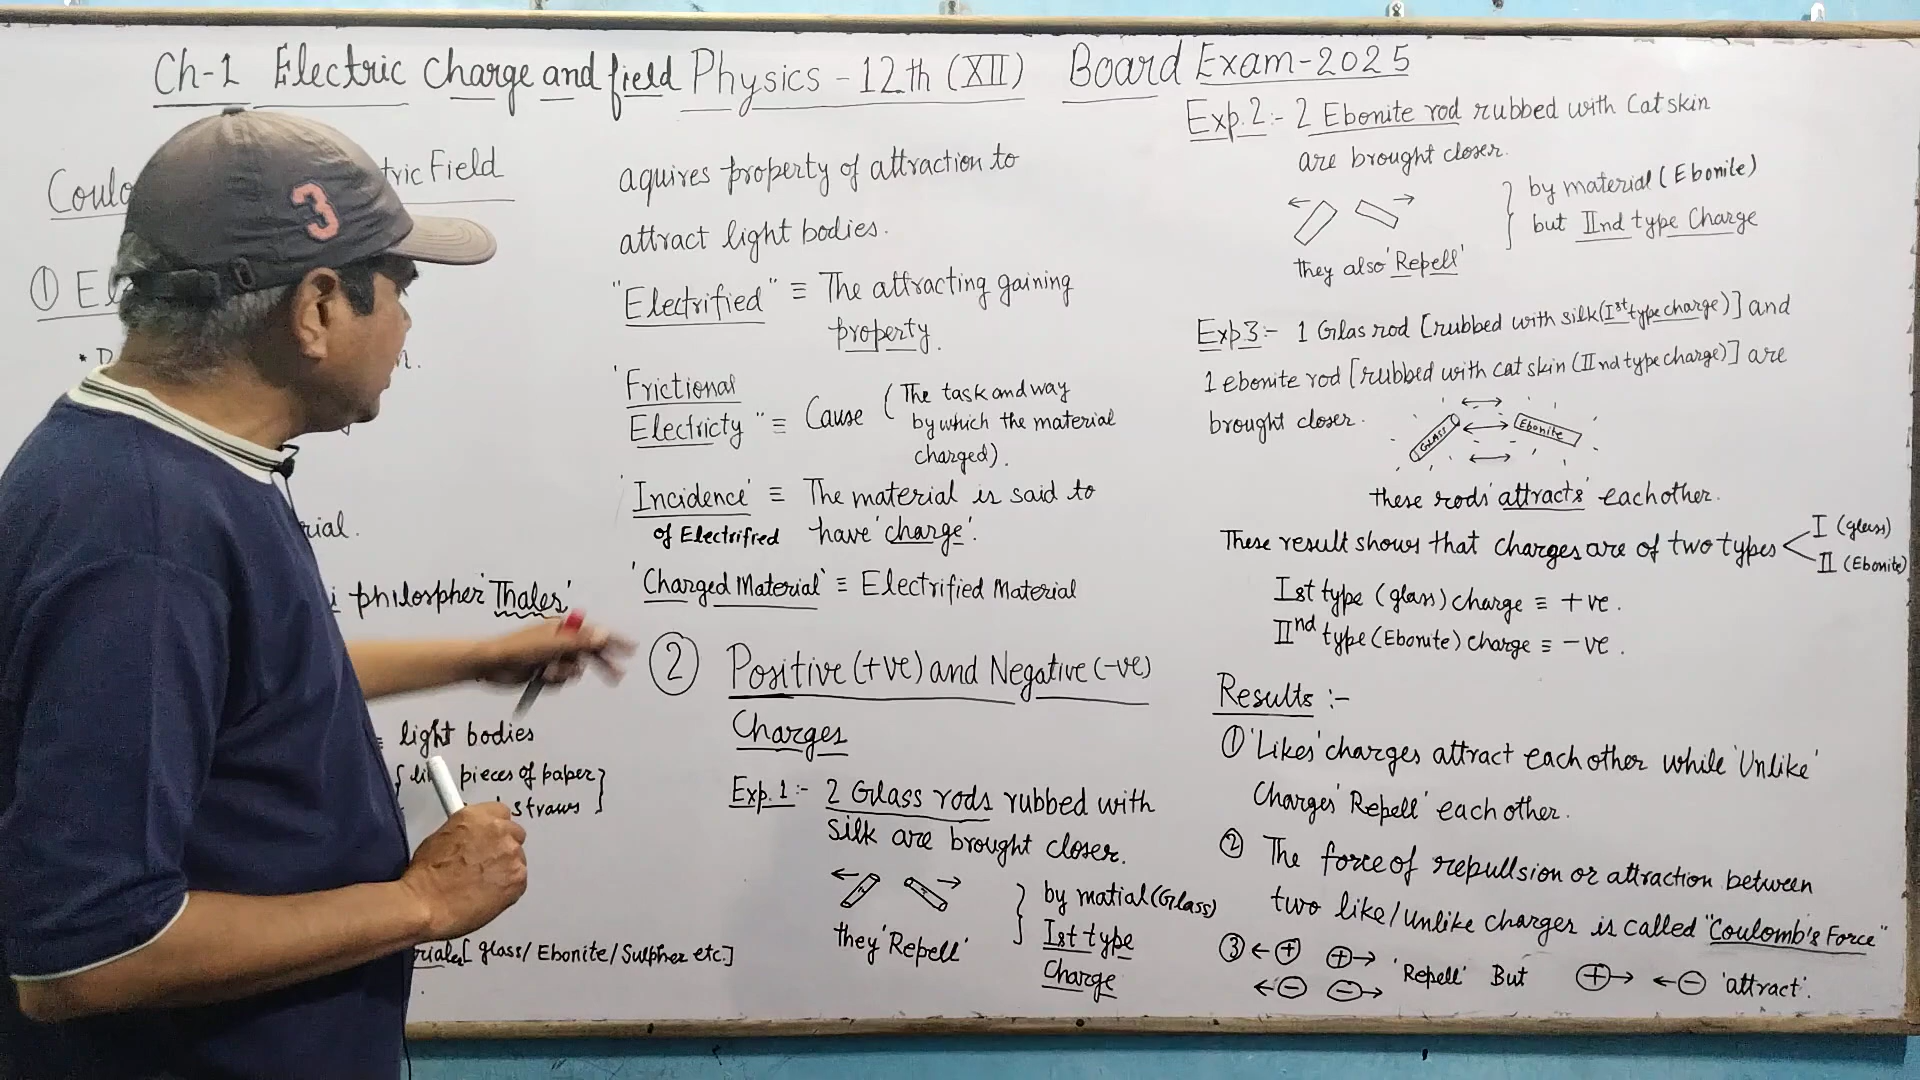 Ch-1 Electric Charge and field Physics - 12th (XII) Board Exam-2025
Field
① El
rial.
philospher 'Thales'
light bodies
pieces of paper
straws
[glass/Ebonite/Sulpher etc.]
aquires property of attraction to
attract light bodies.
"Electrified" ≡ The attracting gaining
property.
'Frictional
Electricty" ≡ Cause (The task and way
by which the material
charged).
'Incidence' ≡ The material is said to
of Electrified have 'charge'.
'Charged Material' ≡ Electrified Material
② Positive (+ve) and Negative (-ve)
Charges
Exp. 1:- 2 Glass rods rubbed with
silk are brought closer.
they 'Repell'
by matial (Glass)
Ist type
Charge
Exp. 2:- 2 Ebonite rod rubbed with Cat skin
are brought closer.
they also 'Repell'
by material (Ebonite)
but IInd type Charge
Exp 3:- 1 Glas rod [rubbed with silk (Ist type charge)] and
1 ebonite rod [rubbed with cat skin (IInd type charge)] are
brought closer.
GLASS Ebonite
these rods 'attracts' eachother.
These result shows that charges are of two types
I (glass)
II (Ebonite)
Ist type (glass) charge ≡ +ve.
IInd type (Ebonite) charge ≡ -ve.
Results :-
① 'Likes' charges attract each other while 'Unlike'
Charges 'Repell' each other.
② The force of repullsion or attraction between
two like/unlike charger is called "Coulomb's Force"
③ ← ⊕ ⊕ → 'Repell' But ⊕ → ← ⊖ 'attract'.
← ⊖ ⊖ →
3